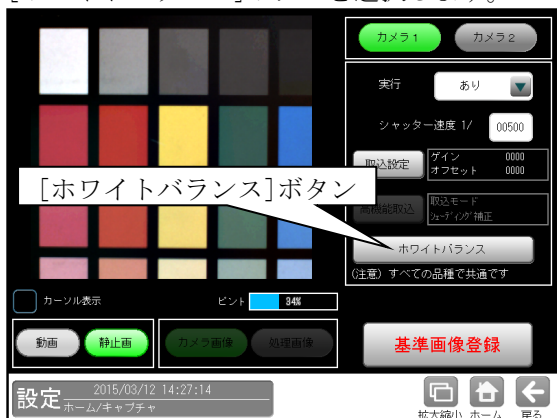 カメラ1
カメラ2
実行
あり
シャッター速度 1/
00500
取込設定
ゲイン 0000
オフセット 0000
[ホワイトバランス]ボタン
高機能取込
取込モード
シェーディング補正
ホワイトバランス
(注意) すべての品種で共通です
カーソル表示
ピント
34%
動画
静止画
カメラ画像
処理画像
基準画像登録
設定
2015/03/12 14:27:14
ホーム/キャプチャ
拡大縮小
ホーム
戻る